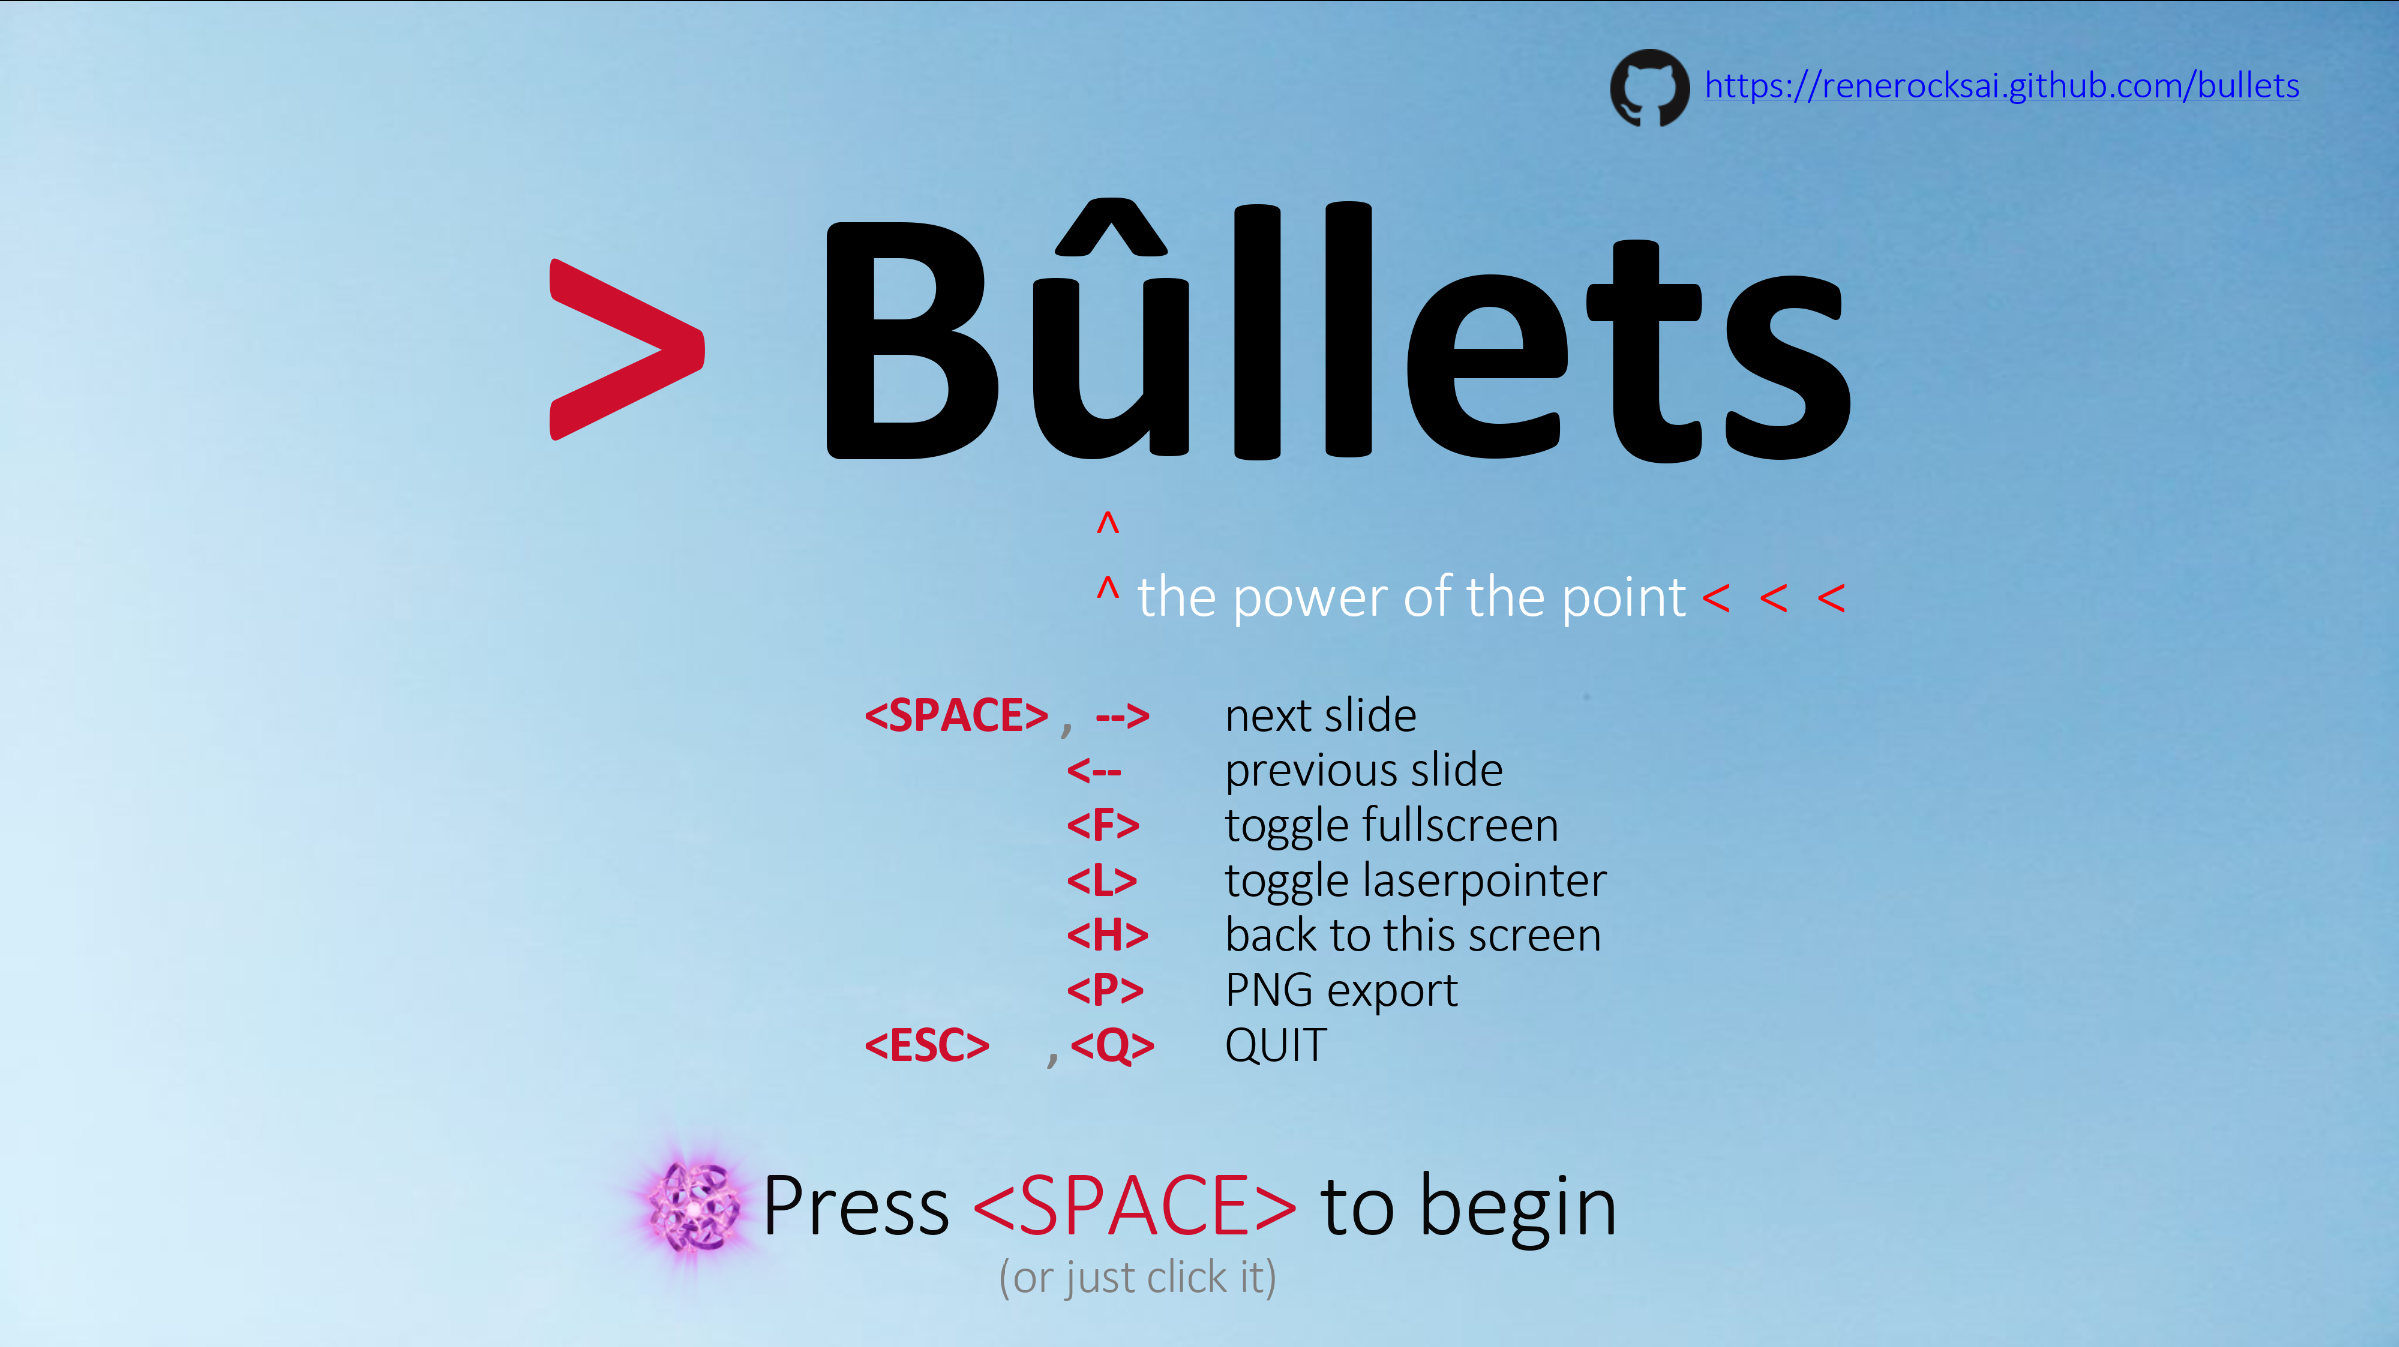 https://renerocksai.github.com/bullets
> Bûllets
^
^ the power of the point < < <
<SPACE> , --> next slide
<-- previous slide
<F> toggle fullscreen
<L> toggle laserpointer
<H> back to this screen
<P> PNG export
<ESC> , <Q> QUIT
Press <SPACE> to begin
(or just click it)